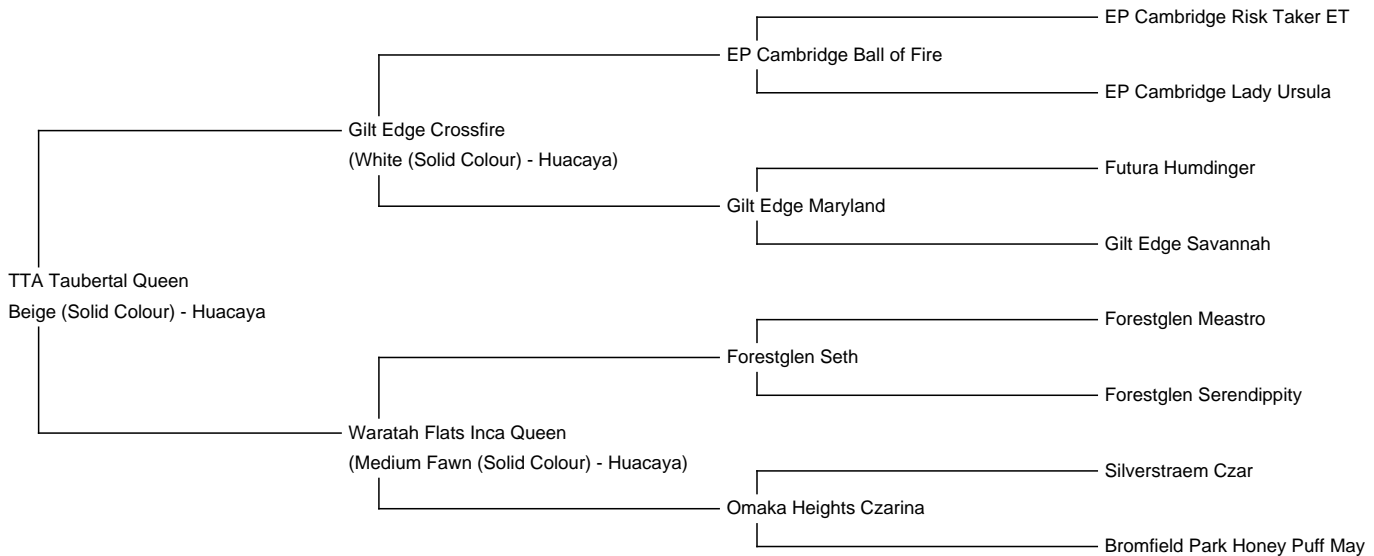 EP Cambridge Risk Taker ET
EP Cambridge Ball of Fire
EP Cambridge Lady Ursula
Gilt Edge Crossfire
(White (Solid Colour) - Huacaya)
Futura Humdinger
Gilt Edge Maryland
Gilt Edge Savannah
TTA Taubertal Queen
Beige (Solid Colour) - Huacaya
Forestglen Meastro
Forestglen Seth
Forestglen Serendippity
Waratah Flats Inca Queen
(Medium Fawn (Solid Colour) - Huacaya)
Silverstraem Czar
Omaka Heights Czarina
Bromfield Park Honey Puff May